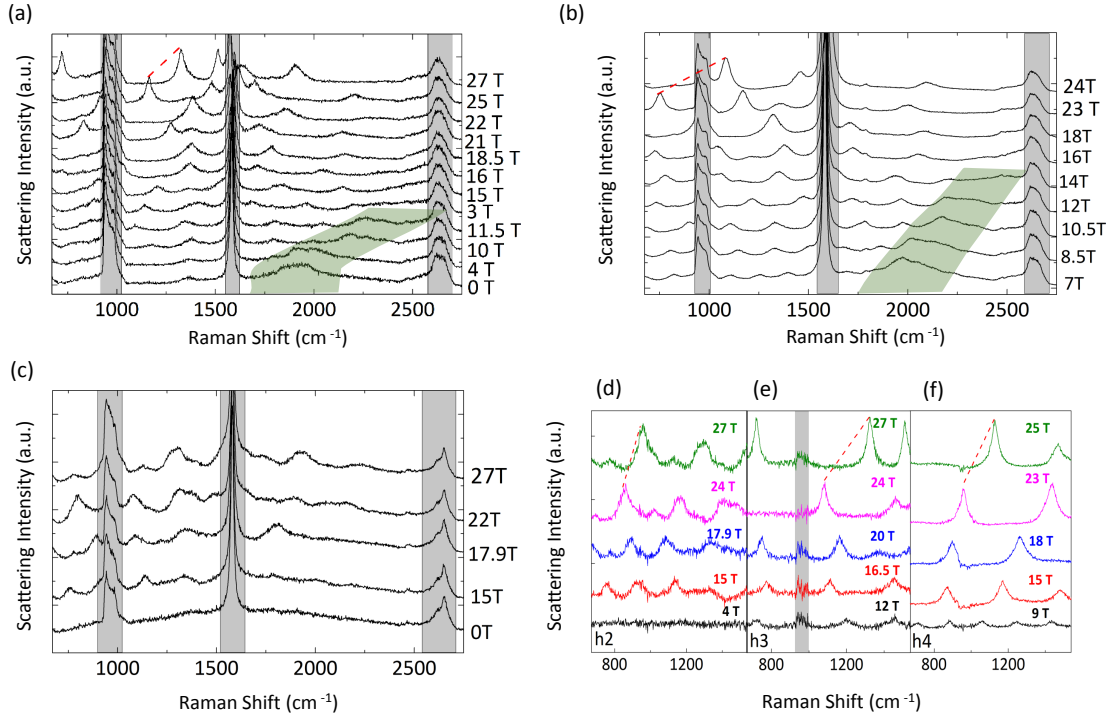 (a)
Scattering Intensity (a.u.)
27 T
25 T
22 T
21 T
18.5 T
16 T
15 T
3 T
11.5 T
10 T
4 T
0 T
1000 1500 2000 2500
Raman Shift (cm -1)
(b)
Scattering Intensity (a.u.)
24T
23 T
18T
16T
14T
12T
10.5T
8.5T
7T
1000 1500 2000 2500
Raman Shift (cm -1)
(c)
Scattering Intensity (a.u.)
27T
22T
17.9T
15T
0T
1000 1500 2000 2500
Raman Shift (cm -1)
(d) (e) (f)
Scattering Intensity (a.u.)
27 T 27 T 25 T
24 T 24 T 23 T
17.9 T 20 T 18 T
15 T 16.5 T 15 T
4 T 12 T 9 T
h2 h3 h4
800 1200 800 1200 800 1200
Raman Shift (cm -1)